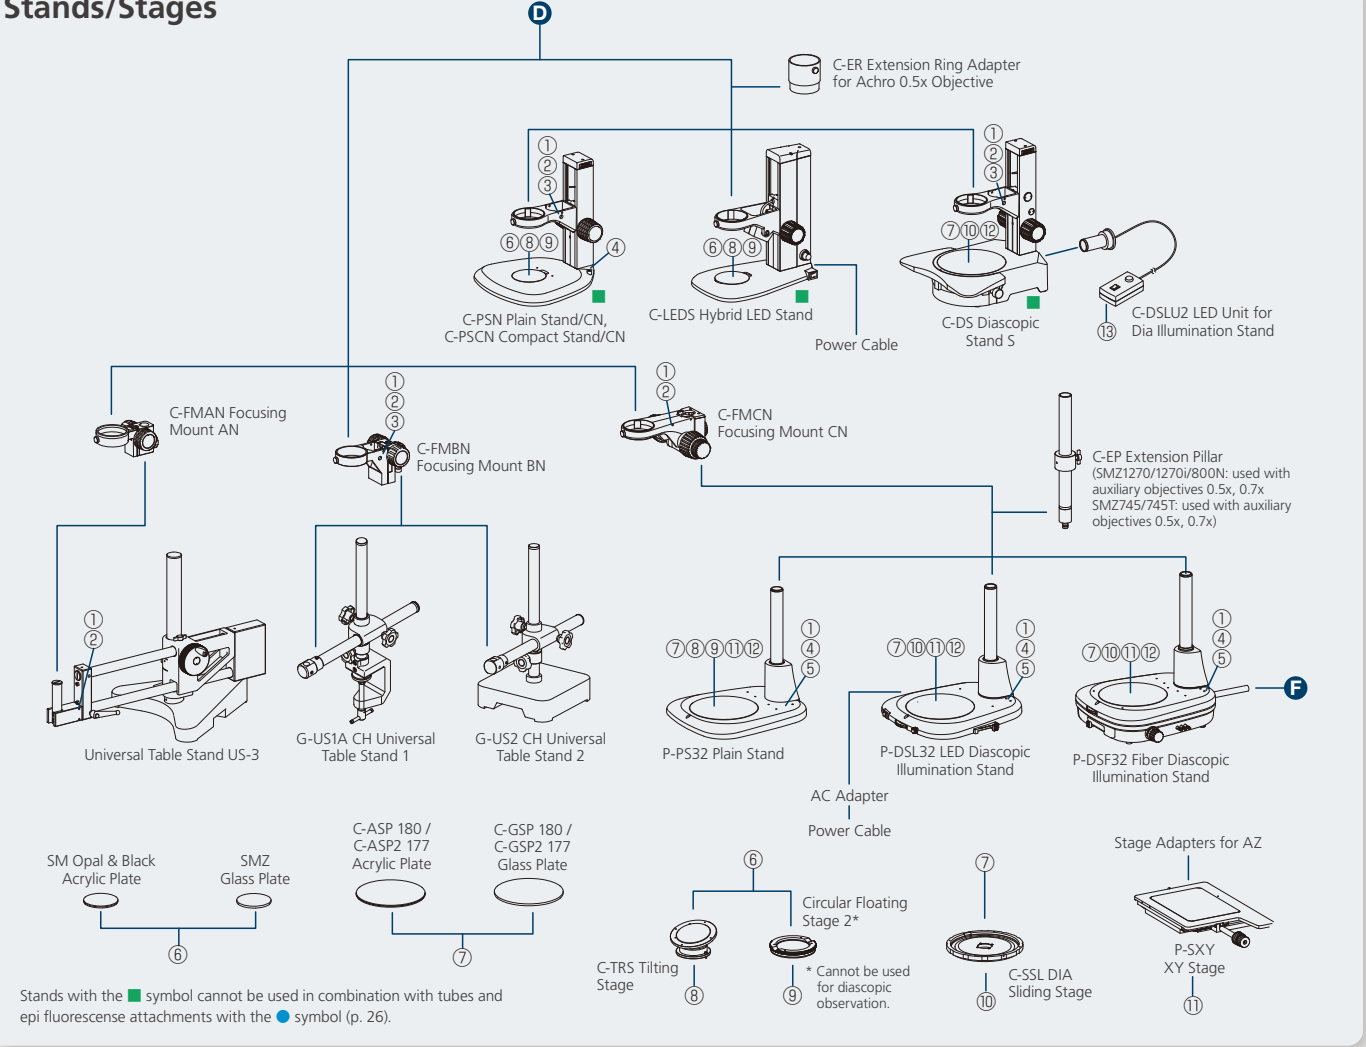 Stands/Stages
D
C-ER Extension Ring Adapter
for Achro 0.5x Objective
①
②
③
⑥⑧⑨
④
C-PSN Plain Stand/CN,
C-PSCN Compact Stand/CN
⑥⑧⑨
C-LEDS Hybrid LED Stand
Power Cable
①
②
③
⑦⑩⑫
C-DS Diascopic
Stand S
⑬
C-DSLU2 LED Unit for
Dia Illumination Stand
C-FMAN Focusing
Mount AN
①
②
③
C-FMBN
Focusing Mount BN
①
②
C-FMCN
Focusing Mount CN
C-EP Extension Pillar
(SMZ1270/1270i/800N: used with
auxiliary objectives 0.5x, 0.7x
SMZ745/745T: used with auxiliary
objectives 0.5x, 0.7x)
①
②
Universal Table Stand US-3
G-US1A CH Universal
Table Stand 1
G-US2 CH Universal
Table Stand 2
⑦⑧⑨⑪⑫
①
④
⑤
P-PS32 Plain Stand
⑦⑩⑪⑫
①
④
⑤
P-DSL32 LED Diascopic
Illumination Stand
AC Adapter
Power Cable
⑦⑩⑪⑫
①
④
⑤
F
P-DSF32 Fiber Diascopic
Illumination Stand
SM Opal & Black
Acrylic Plate
SMZ
Glass Plate
⑥
C-ASP 180 /
C-ASP2 177
Acrylic Plate
C-GSP 180 /
C-GSP2 177
Glass Plate
⑦
⑥
C-TRS Tilting
Stage
⑧
Circular Floating
Stage 2*
⑨
* Cannot be used
for diascopic
observation.
⑦
C-SSL DIA
Sliding Stage
⑩
Stage Adapters for AZ
P-SXY
XY Stage
⑪
Stands with the ■ symbol cannot be used in combination with tubes and
epi fluorescense attachments with the ● symbol (p. 26).